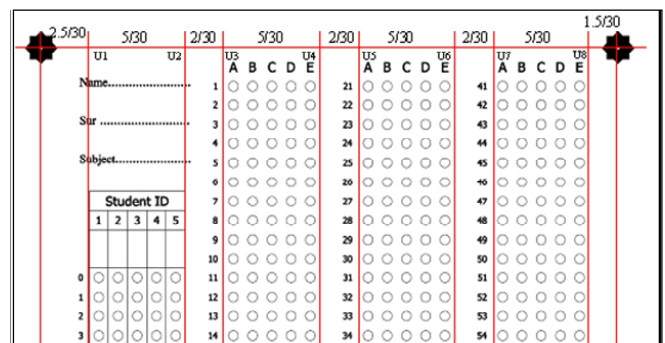 1.5/30
2.5/30 5/30 2/30 5/30 2/30 5/30 2/30 5/30
U1 U2 U3 U4 U5 U6 U7 U8
A B C D E A B C D E A B C D E
Name..................... 1 21 41
2 22 42
Sur ..................... 3 23 43
4 24 44
Subject..................... 5 25 45
6 26 46
Student ID 7 27 47
1 2 3 4 5 8 28 48
9 29 49
10 30 50
0 11 31 51
1 12 32 52
2 13 33 53
3 14 34 54